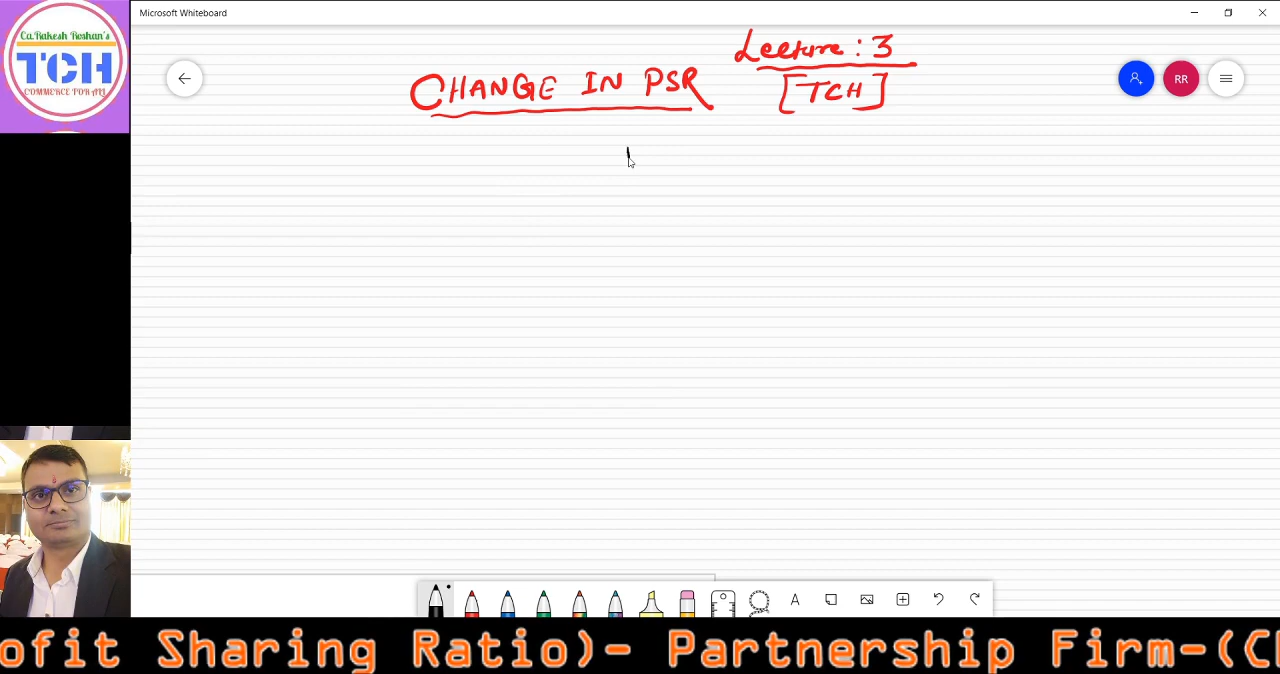 Microsoft Whiteboard
Ca.Rakesh Roshan's
TCH
COMMERCE FOR ALL
Lecture : 3
CHANGE IN PSR
[TCH]
RR
A
ofit Sharing Ratio)- Partnership Firm-(C